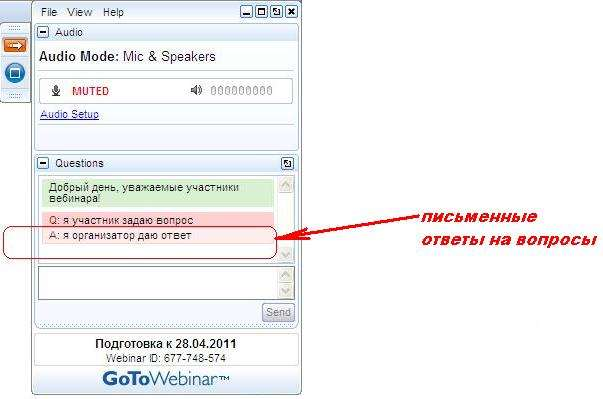 File View Help
Audio
Audio Mode: Mic & Speakers
MUTED 000000000
Audio Setup
Questions
Добрый день, уважаемые участники
вебинара!
Q: я участник задаю вопрос
A: я организатор даю ответ
письменные
ответы на вопросы
Send
Подготовка к 28.04.2011
Webinar ID: 677-748-574
GoToWebinar™